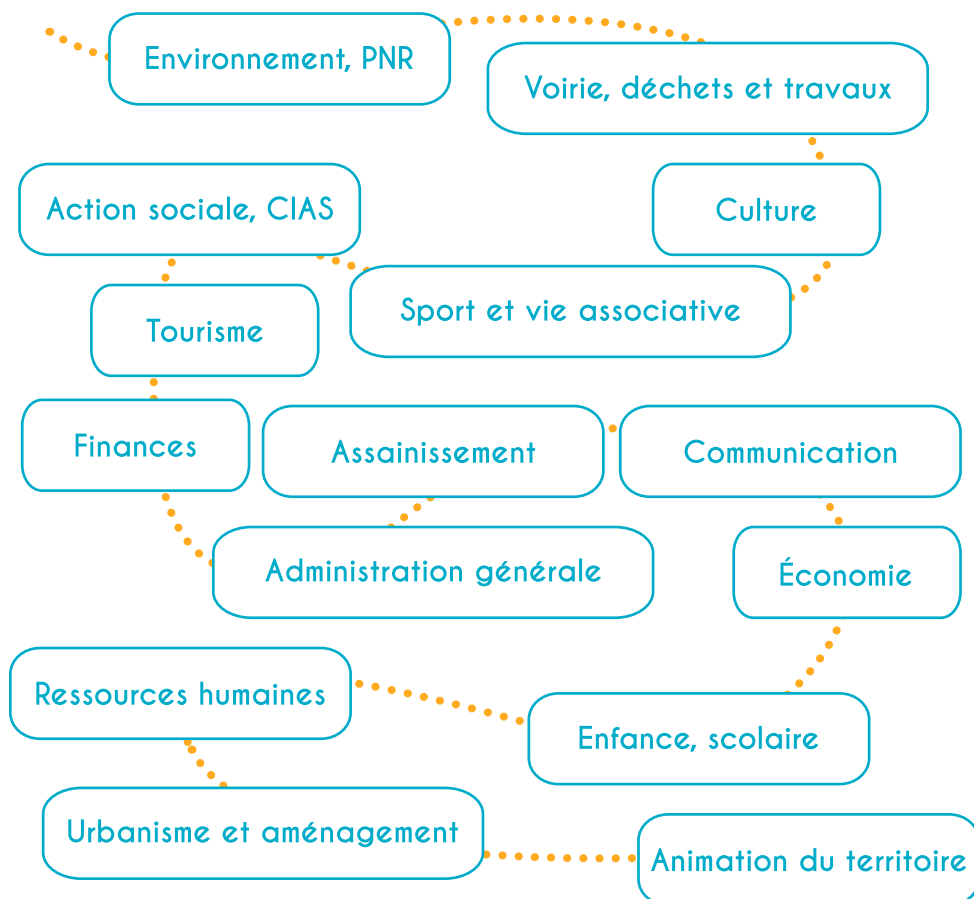 Environnement, PNR
Voirie, déchets et travaux
Action sociale, CIAS
Culture
Sport et vie associative
Tourisme
Finances
Assainissement
Communication
Administration générale
Économie
Ressources humaines
Enfance, scolaire
Urbanisme et aménagement
Animation du territoire